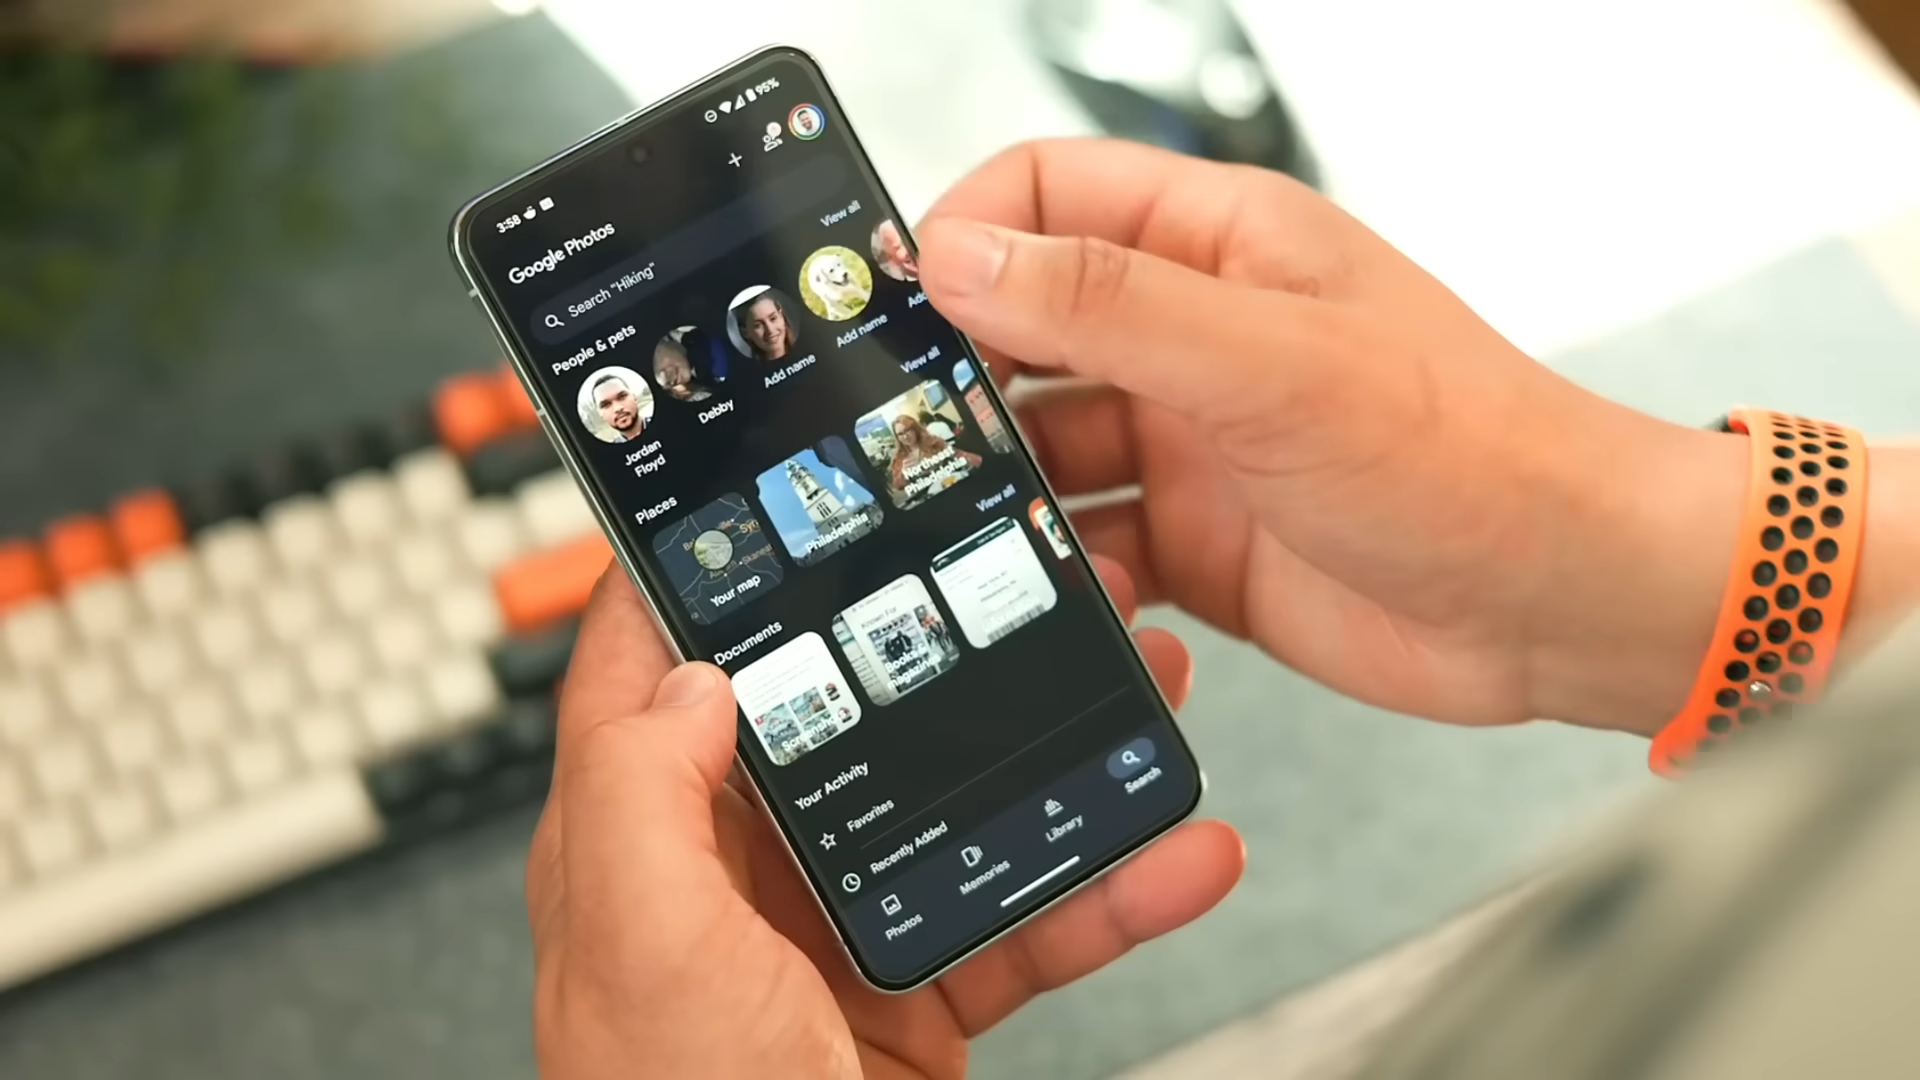 3:58
95%
Google Photos
Search "Hiking"
People & pets
View all
Jordan
Floyd
Debby
Add name
Add name
Places
View all
Your map
Philadelphia
Northeast
Philadelphia
Documents
View all
Books &
magazines
Your Activity
Favorites
Recently Added
Photos
Memories
Library
Search